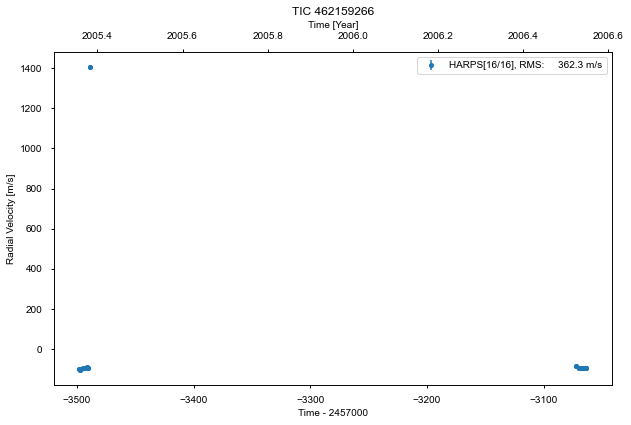 TIC 462159266
Time [Year]
2005.4 2005.6 2005.8 2006.0 2006.2 2006.4 2006.6
HARPS[16/16], RMS: 362.3 m/s
1400
1200
1000
800
600
400
200
0
Radial Velocity [m/s]
−3500 −3400 −3300 −3200 −3100
Time - 2457000